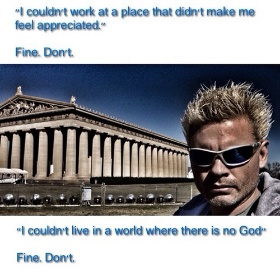 "I couldn't work at a place that didn't make me
feel appreciated."
Fine. Don't.
"I couldn't live in a world where there is no God"
Fine. Don't.